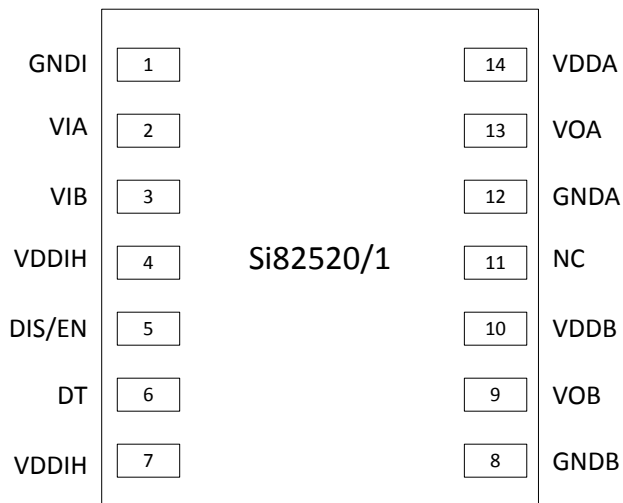 GNDI 1 14 VDDA
VIA 2 13 VOA
VIB 3 12 GNDA
VDDIH 4 Si82520/1 11 NC
DIS/EN 5 10 VDDB
DT 6 9 VOB
VDDIH 7 8 GNDB